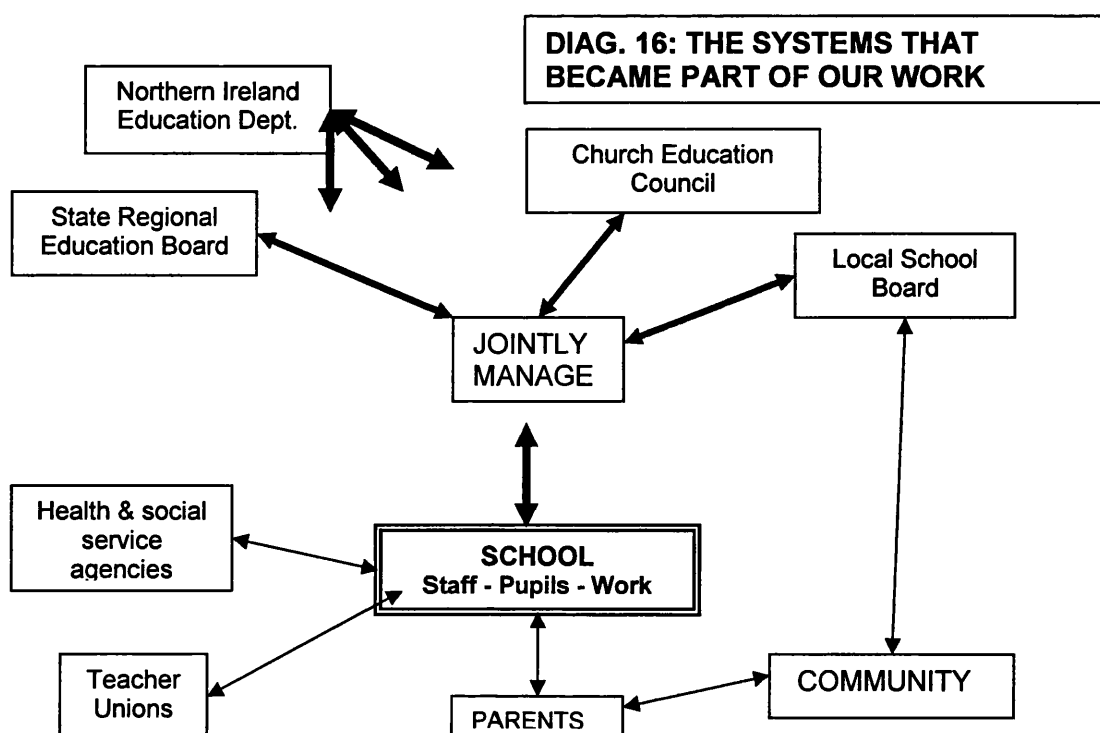 DIAG. 16: THE SYSTEMS THAT
BECAME PART OF OUR WORK
Northern Ireland
Education Dept.
Church Education
Council
State Regional
Education Board
Local School
Board
JOINTLY
MANAGE
Health & social
service
agencies
SCHOOL
Staff - Pupils - Work
Teacher
Unions
PARENTS
COMMUNITY